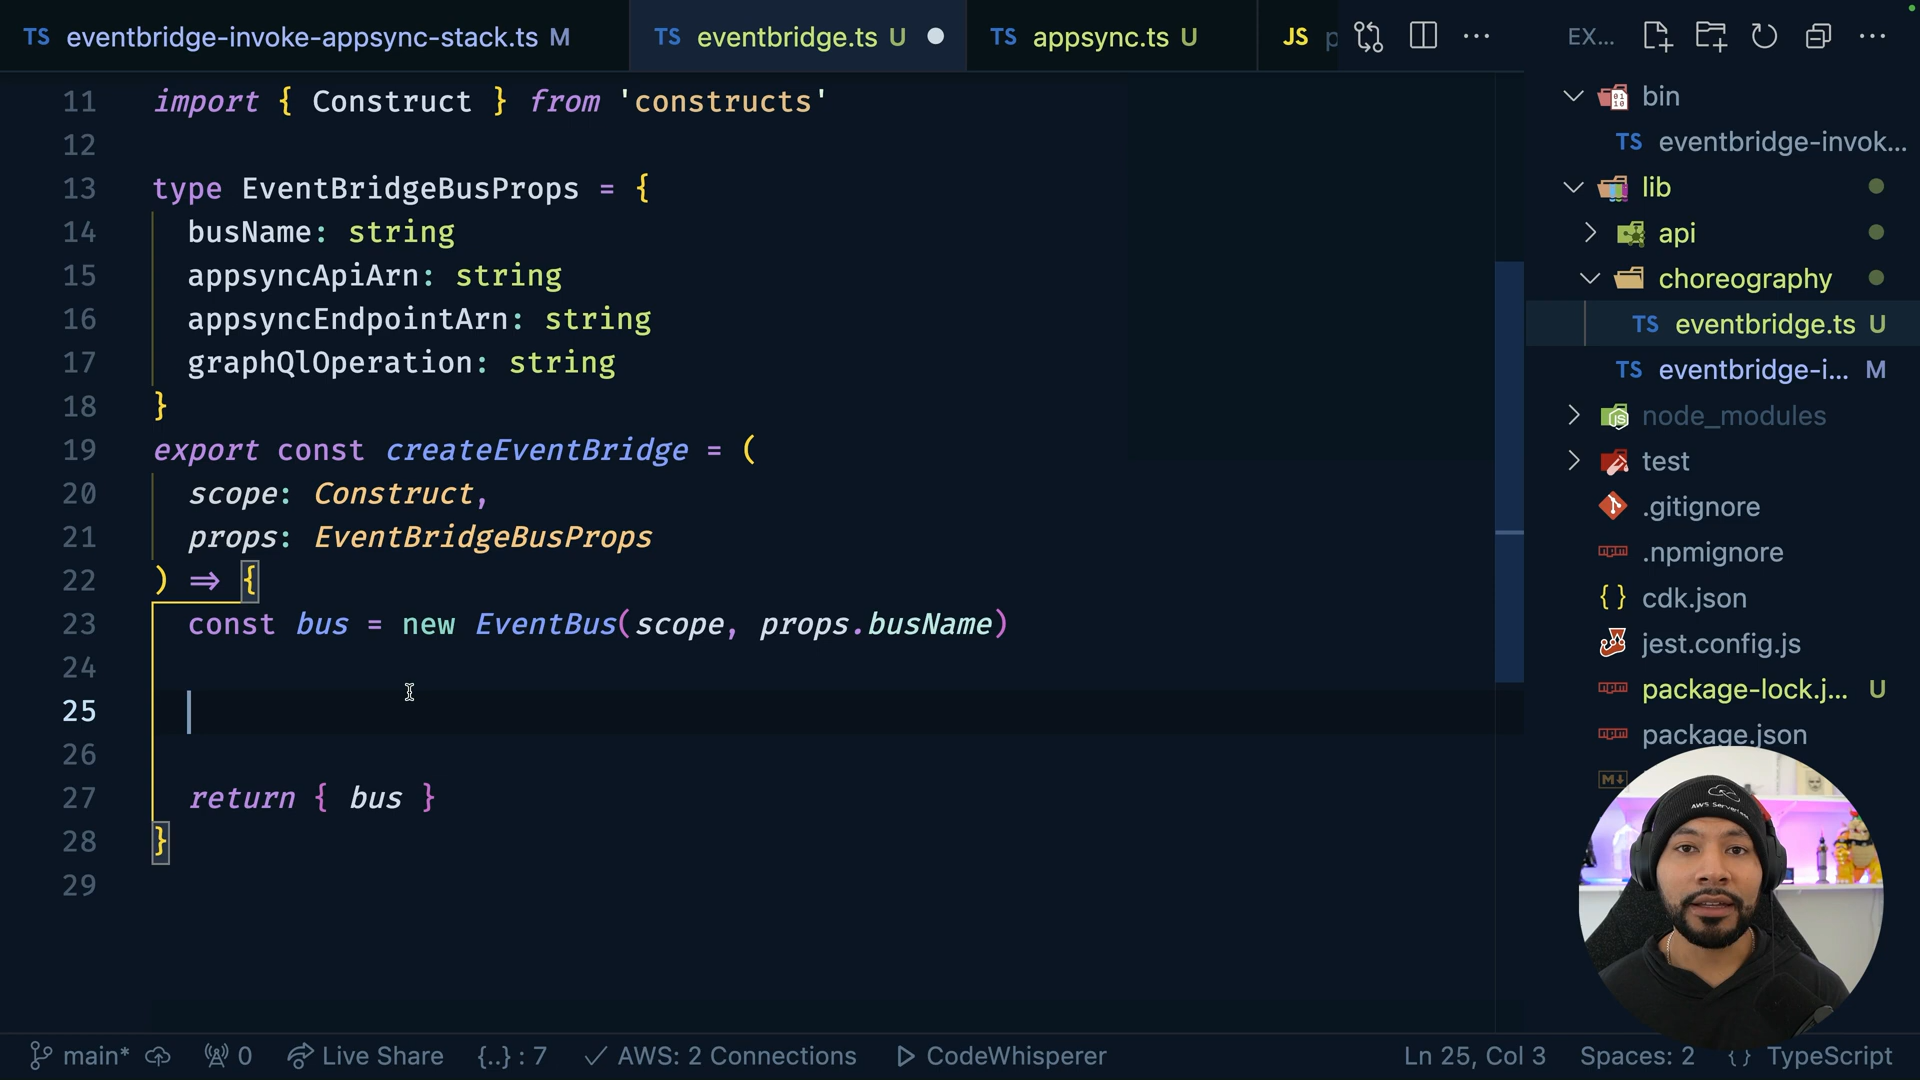 TS eventbridge-invoke-appsync-stack.ts M
TS eventbridge.ts U
TS appsync.ts U
JS
EX...
11 import { Construct } from 'constructs'
12
13 type EventBridgeBusProps = {
14 busName: string
15 appsyncApiArn: string
16 appsyncEndpointArn: string
17 graphQlOperation: string
18 }
19 export const createEventBridge = (
20 scope: Construct,
21 props: EventBridgeBusProps
22 ) ⇒ {
23 const bus = new EventBus(scope, props.busName)
24
25
26
27 return { bus }
28 }
29
bin
TS eventbridge-invok...
lib
api
choreography
TS eventbridge.ts U
TS eventbridge-i... M
node_modules
test
.gitignore
.npmignore
{ } cdk.json
jest.config.js
package-lock.j... U
package.json
AWS Serverless
main* 0 Live Share {..} : 7 ✓ AWS: 2 Connections CodeWhisperer Ln 25, Col 3 Spaces: 2 { } TypeScript